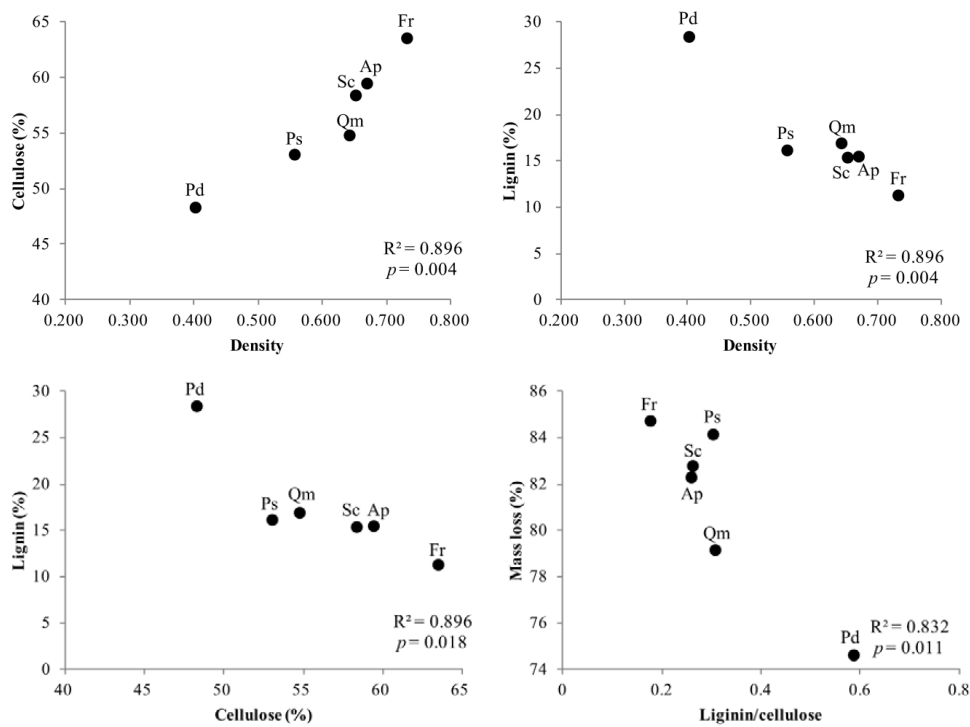 65
60
55
50
45
40
Cellulose (%)
Fr
Ap
Sc
Qm
Ps
Pd
R² = 0.896
p = 0.004
0.200 0.300 0.400 0.500 0.600 0.700 0.800
Density
30
25
20
15
10
5
0
Lignin (%)
Pd
Ps
Qm
Sc
Ap
Fr
R² = 0.896
p = 0.004
0.200 0.300 0.400 0.500 0.600 0.700 0.800
Density
30
25
20
15
10
5
0
Lignin (%)
Pd
Ps
Qm
Sc
Ap
Fr
R² = 0.896
p = 0.018
40 45 50 55 60 65
Cellulose (%)
86
84
82
80
78
76
74
Mass loss (%)
Fr
Ps
Sc
Ap
Qm
Pd
R² = 0.832
p = 0.011
0 0.2 0.4 0.6 0.8
Liginin/cellulose